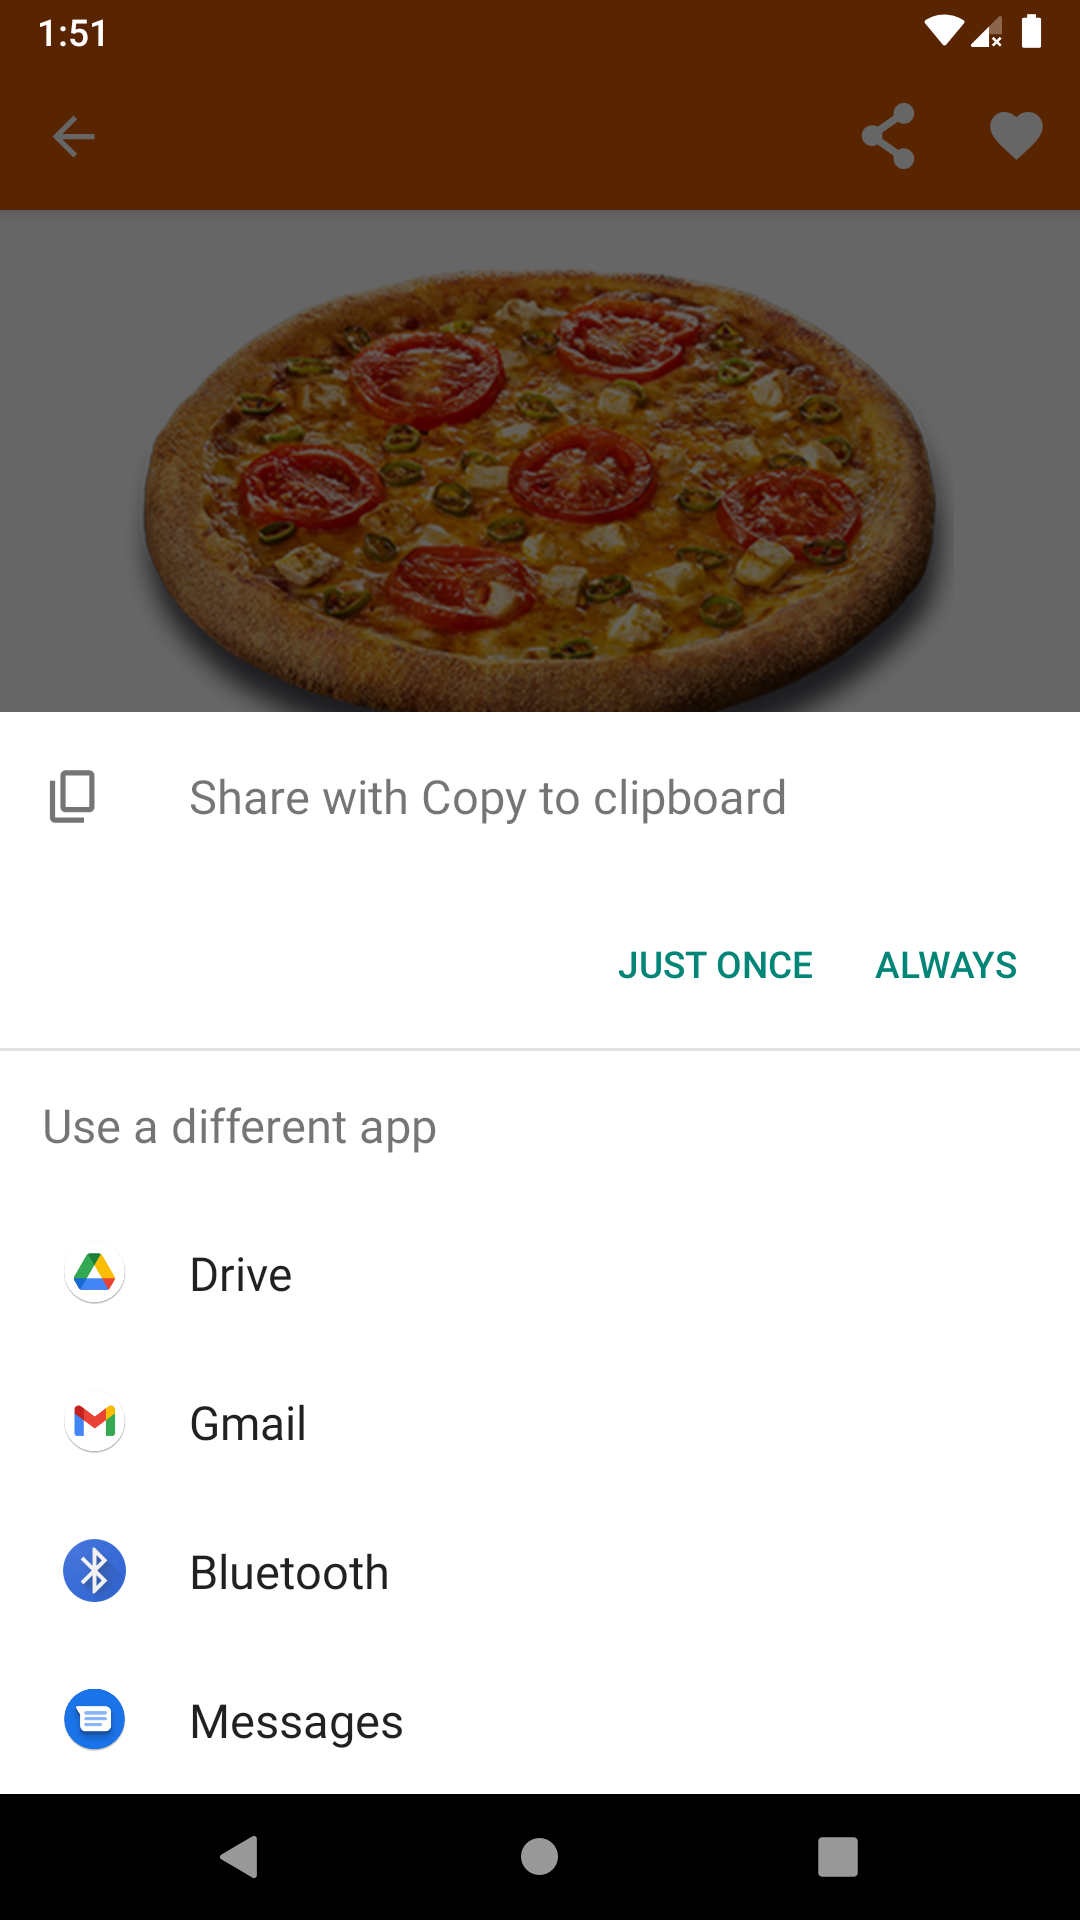 1:51
Share with Copy to clipboard
JUST ONCE ALWAYS
Use a different app
Drive
Gmail
Bluetooth
Messages